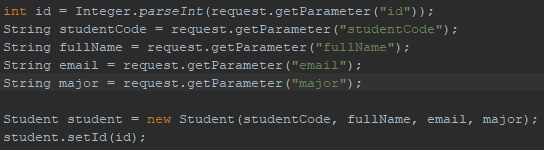 int id = Integer.parseInt(request.getParameter("id"));
String studentCode = request.getParameter("studentCode");
String fullName = request.getParameter("fullName");
String email = request.getParameter("email");
String major = request.getParameter("major");
Student student = new Student(studentCode, fullName, email, major);
student.setId(id);